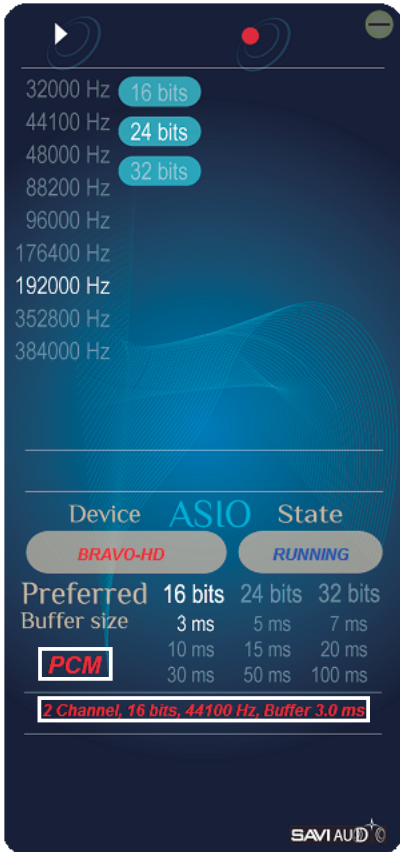 32000 Hz 16 bits
44100 Hz 24 bits
48000 Hz 32 bits
88200 Hz
96000 Hz
176400 Hz
192000 Hz
352800 Hz
384000 Hz
Device ASIO State
BRAVO-HD RUNNING
Preferred 16 bits 24 bits 32 bits
Buffer size 3 ms 5 ms 7 ms
10 ms 15 ms 20 ms
PCM 30 ms 50 ms 100 ms
2 Channel, 16 bits, 44100 Hz, Buffer 3.0 ms
SAVI AUDIO